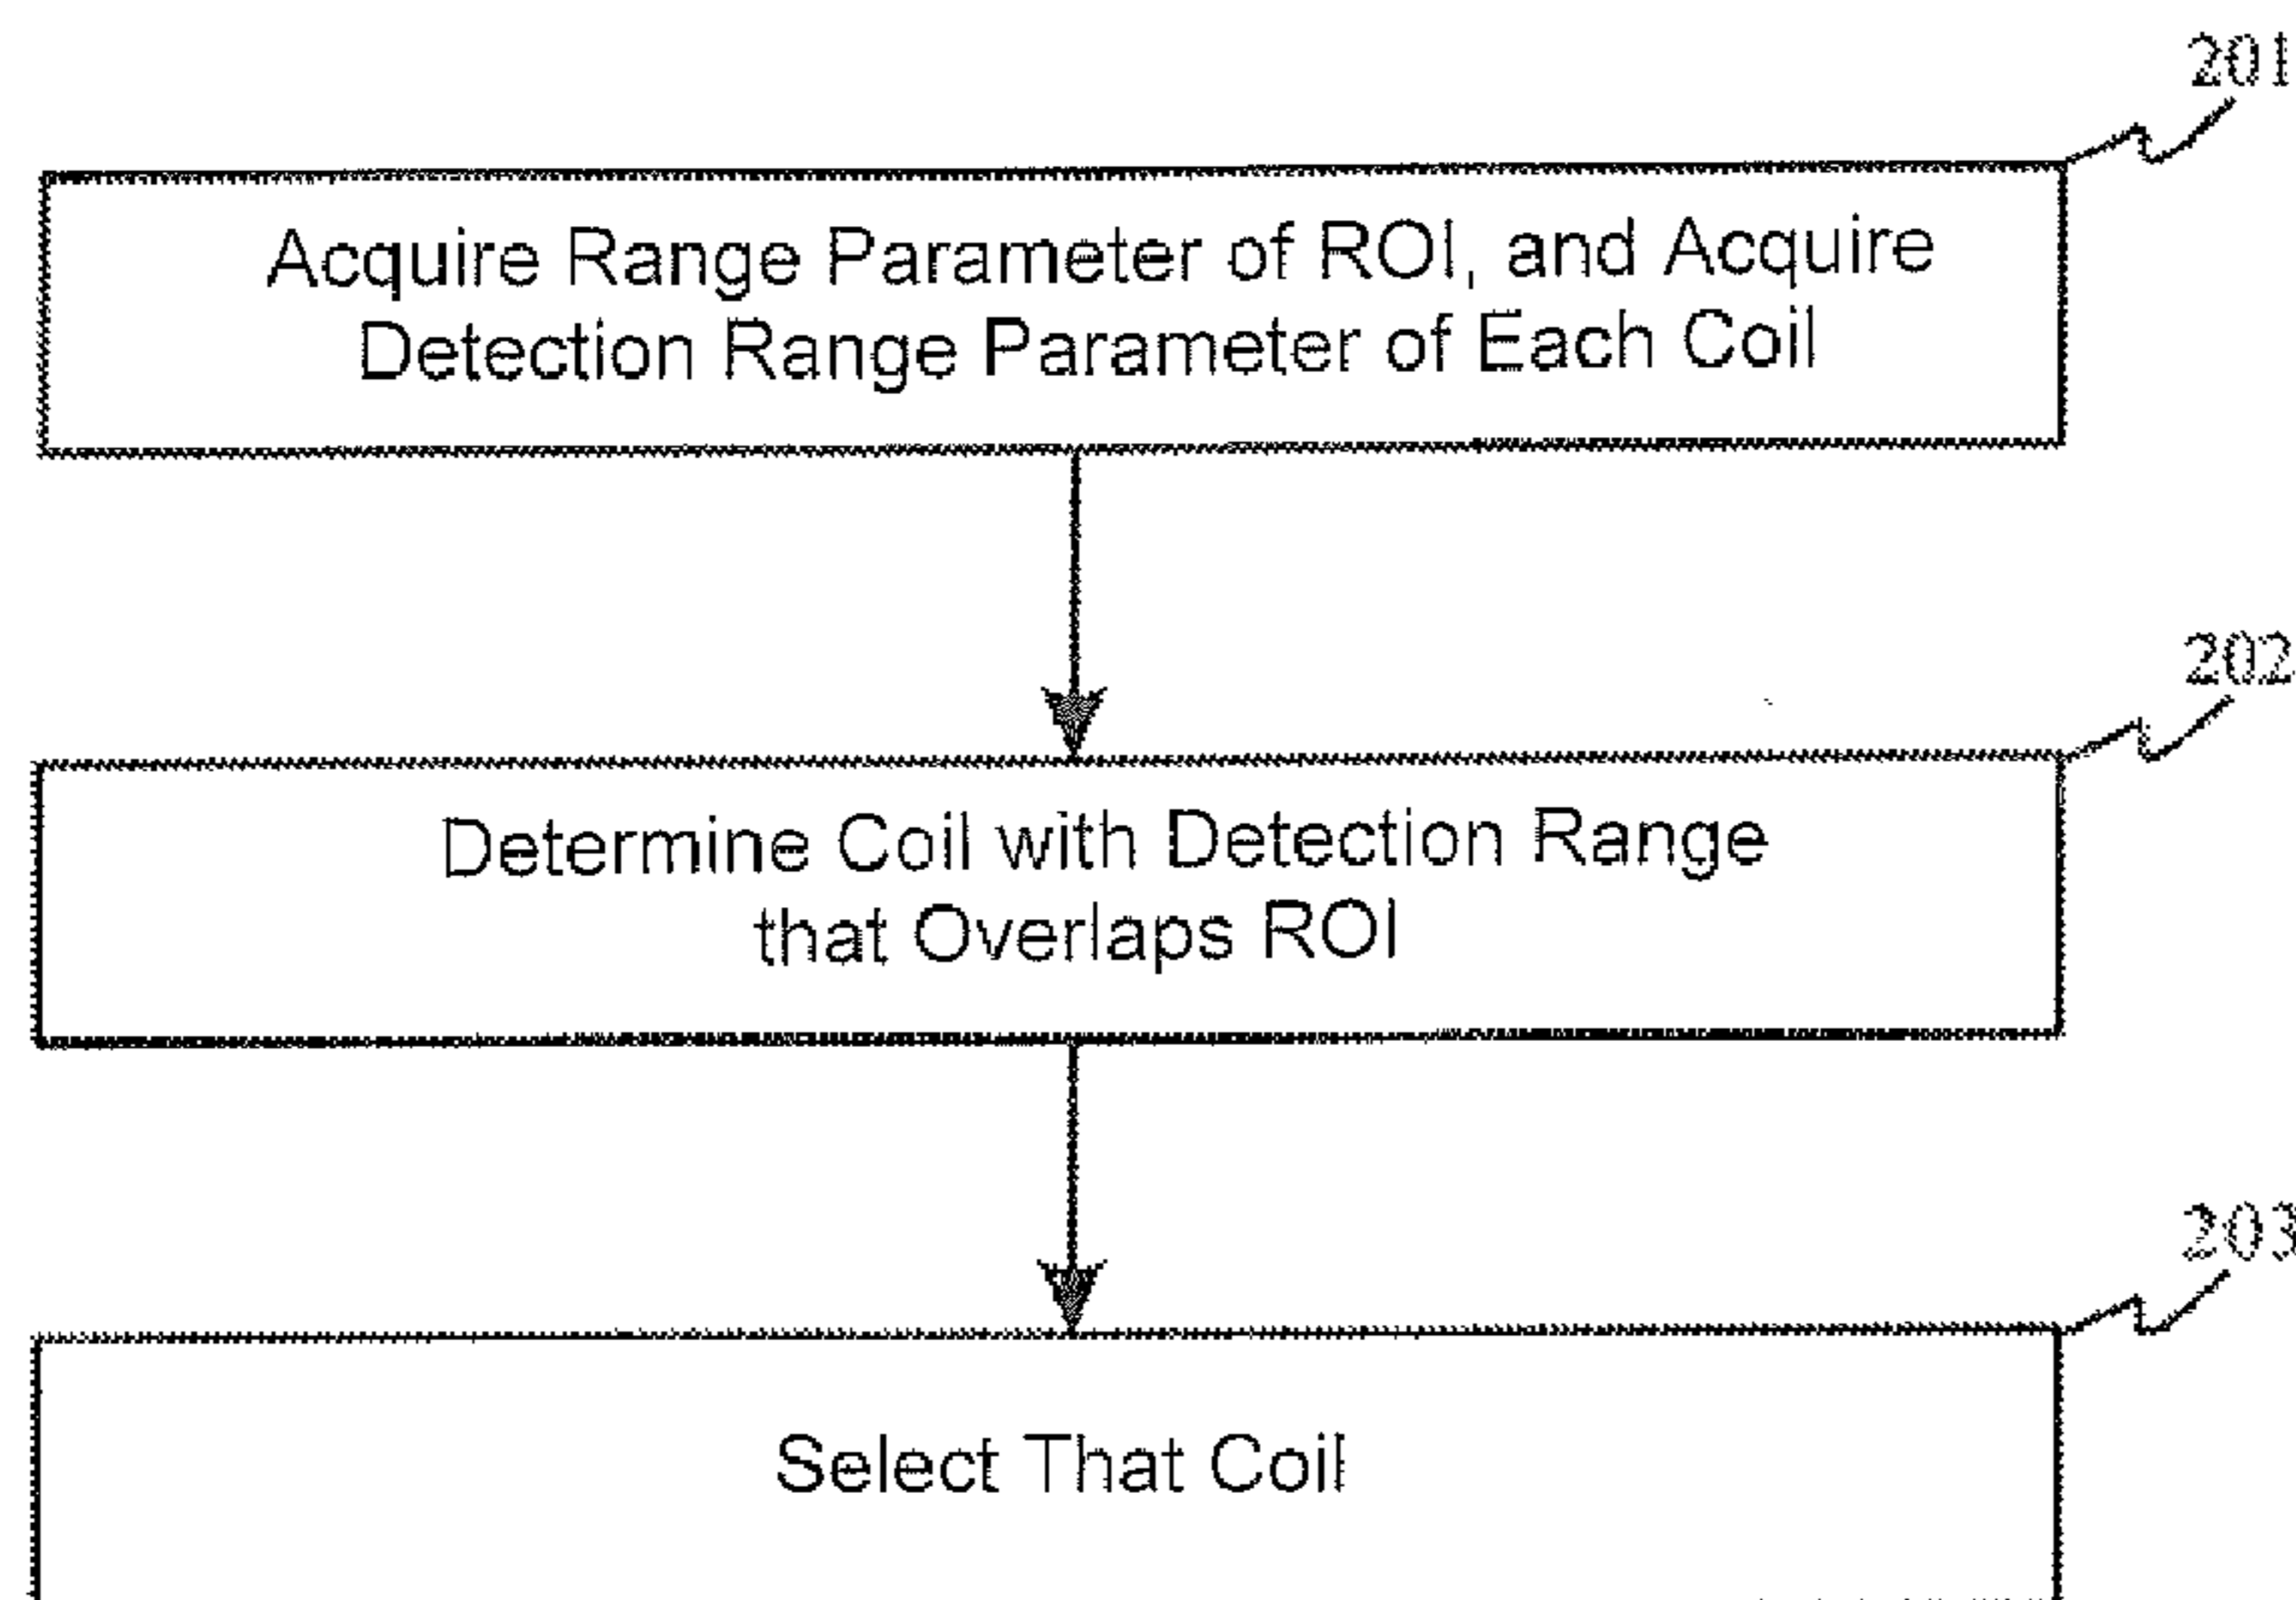 201
Acquire Range Parameter of ROI, and Acquire
Detection Range Parameter of Each Coil
202
Determine Coil with Detection Range
that Overlaps ROI
203
Select That Coil